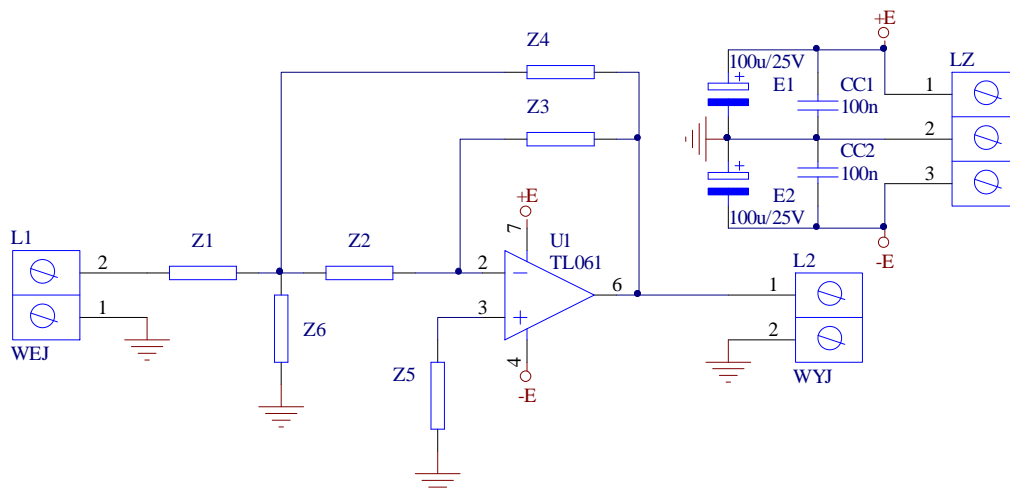 Z4
+E
100u/25V
LZ
+
E1
CC1
100n
1
Z3
2
CC2
100n
3
+
E2
100u/25V
+E
-E
7
U1
TL061
L1
Z1
Z2
2
2
−
L2
6
1
3
+
1
Z6
2
WEJ
Z5
4
-E
WYJ